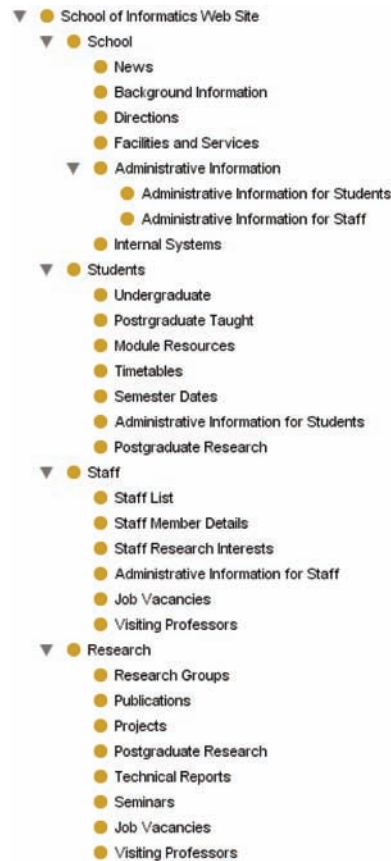 School of Informatics Web Site
School
News
Background Information
Directions
Facilities and Services
Administrative Information
Administrative Information for Students
Administrative Information for Staff
Internal Systems
Students
Undergraduate
Postrgraduate Taught
Module Resources
Timetables
Semester Dates
Administrative Information for Students
Postgraduate Research
Staff
Staff List
Staff Member Details
Staff Research Interests
Administrative Information for Staff
Job Vacancies
Visiting Professors
Research
Research Groups
Publications
Projects
Postgraduate Research
Technical Reports
Seminars
Job Vacancies
Visiting Professors